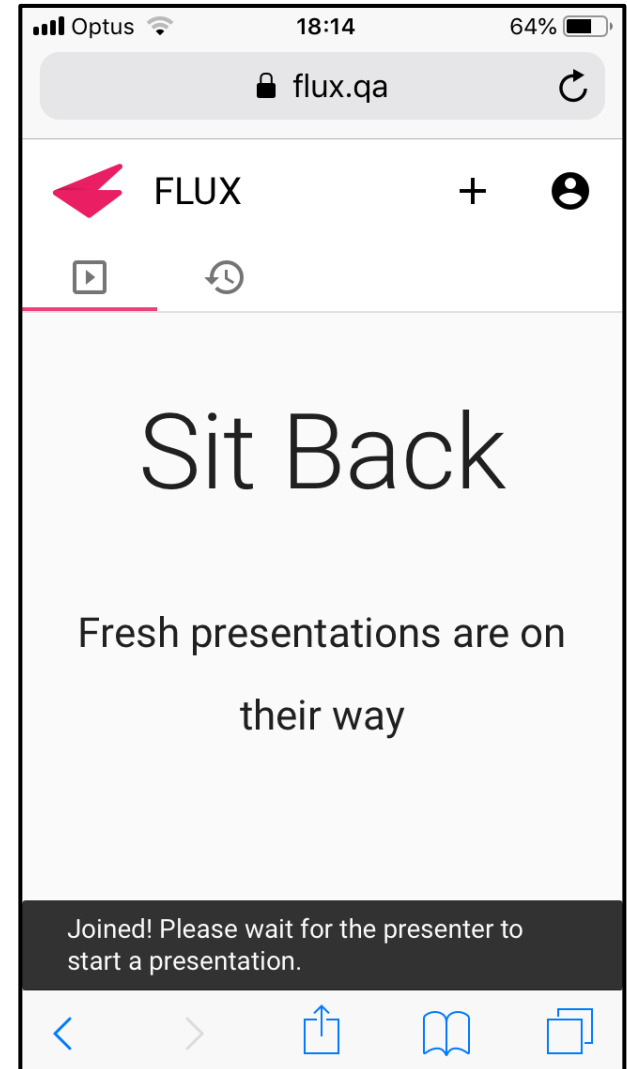 Optus 18:14 64%
flux.qa
FLUX
Sit Back
Fresh presentations are on
their way
Joined! Please wait for the presenter to
start a presentation.